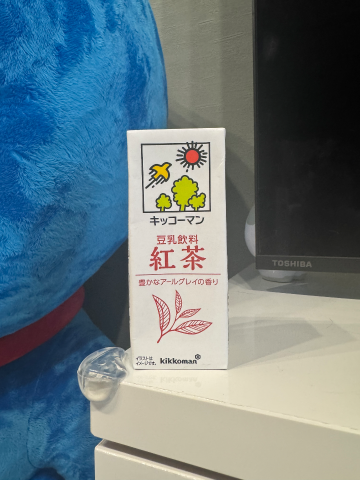 キッコーマン
豆乳飲料
紅茶
豊かなアールグレイの香り
イラストは
イメージです。
kikkoman®
TOSHIBA